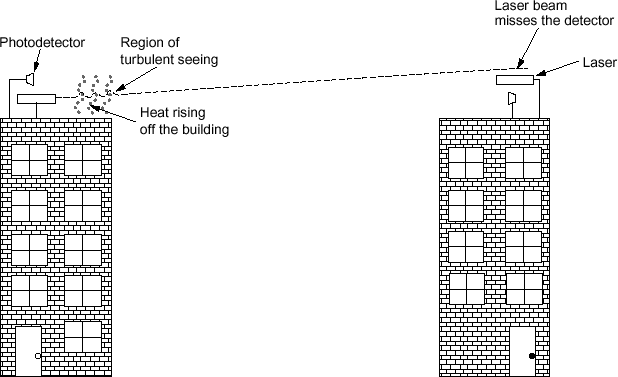 Laser beam
misses the detector
Photodetector
Region of
turbulent seeing
Laser
Heat rising
off the building